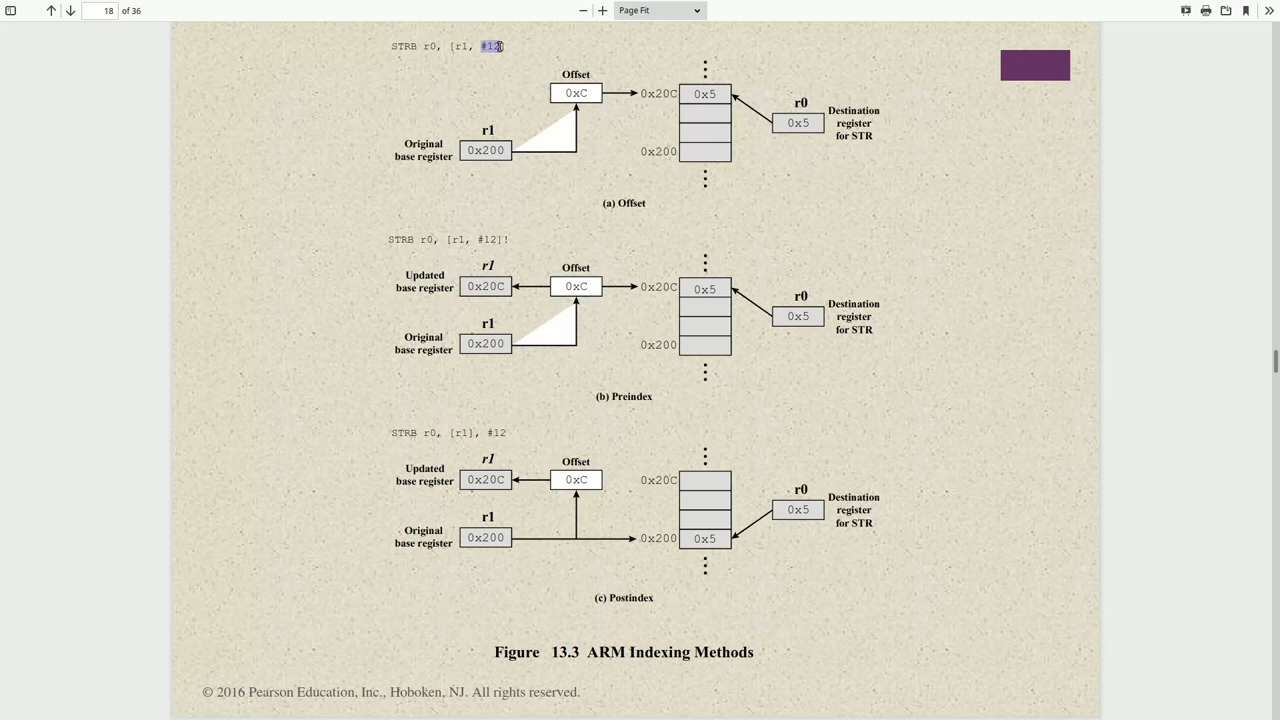 18 of 36
Page Fit
STRB r0, [r1, #12]
Offset
0xC
0x20C
0x5
r0
0x5
Destination
register
for STR
r1
Original
base register
0x200
0x200
(a) Offset
STRB r0, [r1, #12]!
Updated
base register
r1
0x20C
Offset
0xC
0x20C
0x5
r0
0x5
Destination
register
for STR
r1
Original
base register
0x200
0x200
(b) Preindex
STRB r0, [r1], #12
Updated
base register
r1
0x20C
Offset
0xC
0x20C
r0
0x5
Destination
register
for STR
r1
Original
base register
0x200
0x200
0x5
(c) Postindex
Figure 13.3 ARM Indexing Methods
© 2016 Pearson Education, Inc., Hoboken, NJ. All rights reserved.